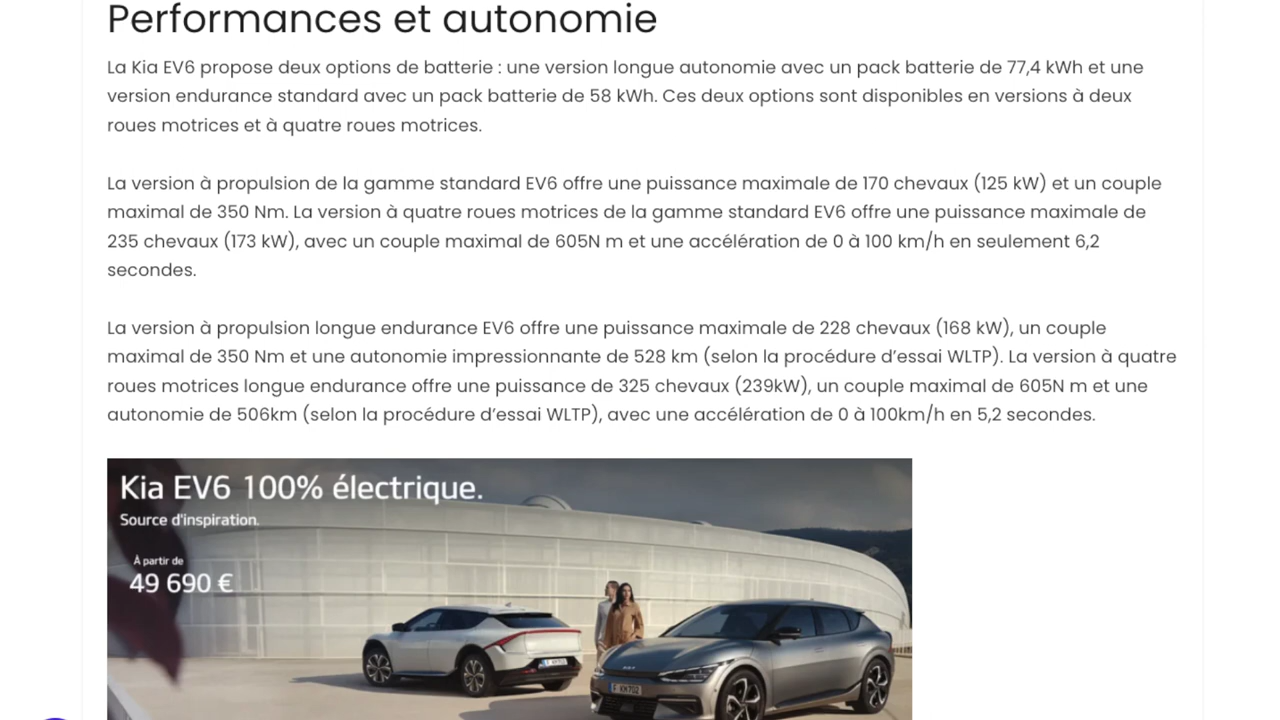 Performances et autonomie
La Kia EV6 propose deux options de batterie : une version longue autonomie avec un pack batterie de 77,4 kWh et une
version endurance standard avec un pack batterie de 58 kWh. Ces deux options sont disponibles en versions à deux
roues motrices et à quatre roues motrices.
La version à propulsion de la gamme standard EV6 offre une puissance maximale de 170 chevaux (125 kW) et un couple
maximal de 350 Nm. La version à quatre roues motrices de la gamme standard EV6 offre une puissance maximale de
235 chevaux (173 kW), avec un couple maximal de 605N m et une accélération de 0 à 100 km/h en seulement 6,2
secondes.
La version à propulsion longue endurance EV6 offre une puissance maximale de 228 chevaux (168 kW), un couple
maximal de 350 Nm et une autonomie impressionnante de 528 km (selon la procédure d’essai WLTP). La version à quatre
roues motrices longue endurance offre une puissance de 325 chevaux (239kW), un couple maximal de 605N m et une
autonomie de 506km (selon la procédure d’essai WLTP), avec une accélération de 0 à 100km/h en 5,2 secondes.
Kia EV6 100% électrique.
Source d'inspiration.
À partir de
49 690 €